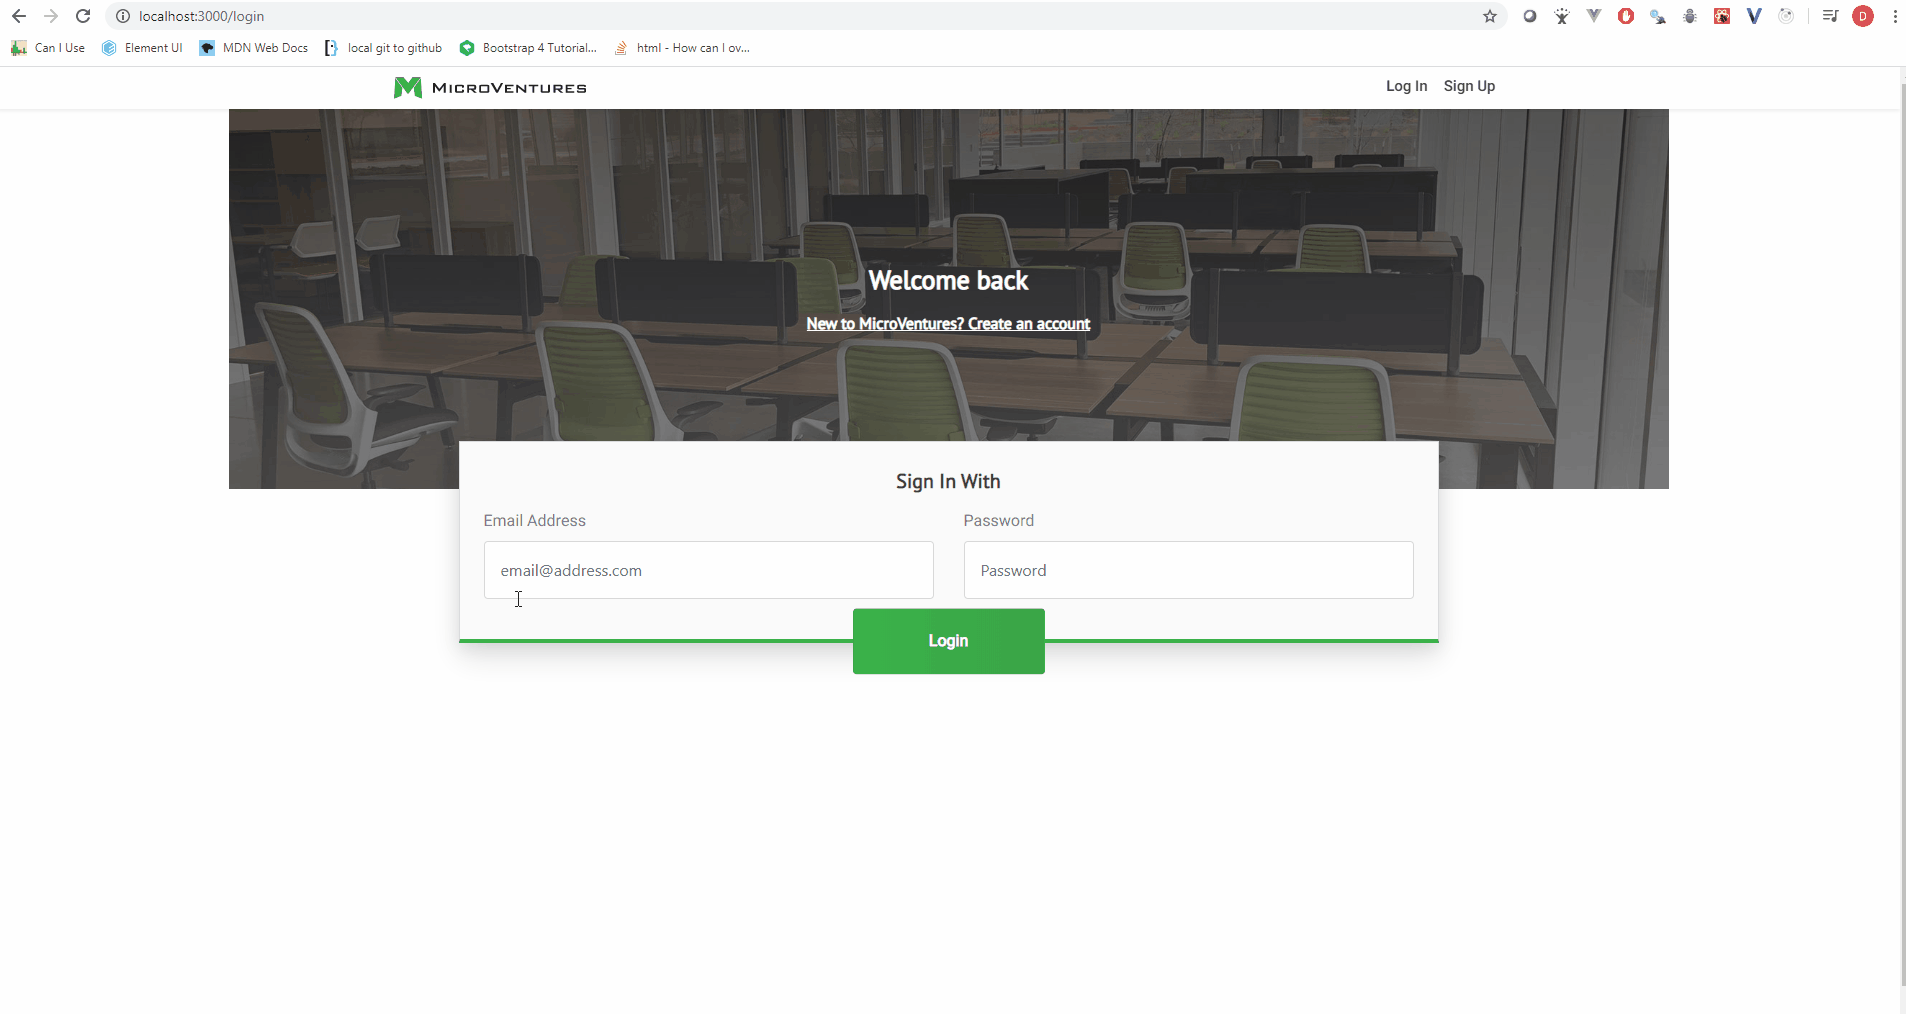 localhost:3000/login
D
Can I Use Element UI MDN Web Docs local git to github Bootstrap 4 Tutorial... html - How can I ov...
MICROVENTURES Log In Sign Up
Welcome back
New to MicroVentures? Create an account
Sign In With
Email Address Password
email@address.com Password
Login